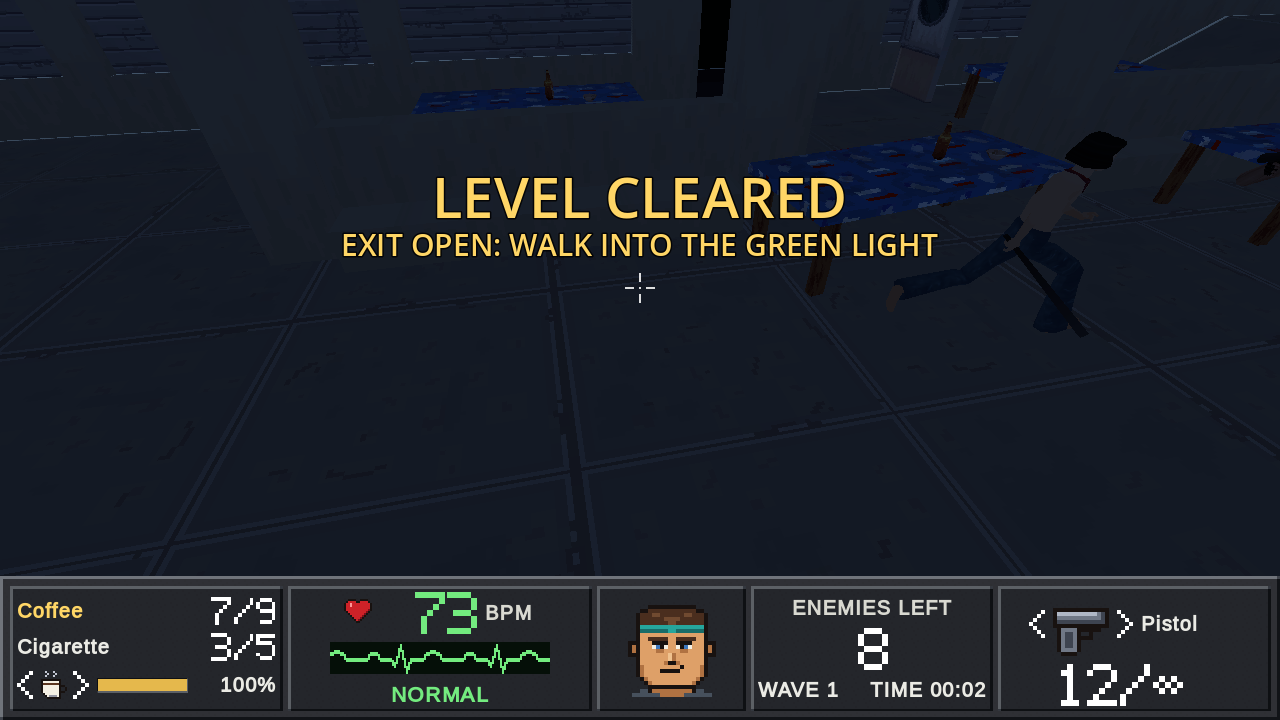 LEVEL CLEARED
EXIT OPEN: WALK INTO THE GREEN LIGHT
Coffee 7/9
Cigarette 3/5
100%
73 BPM
NORMAL
ENEMIES LEFT
8
WAVE 1 TIME 00:02
Pistol
12/∞